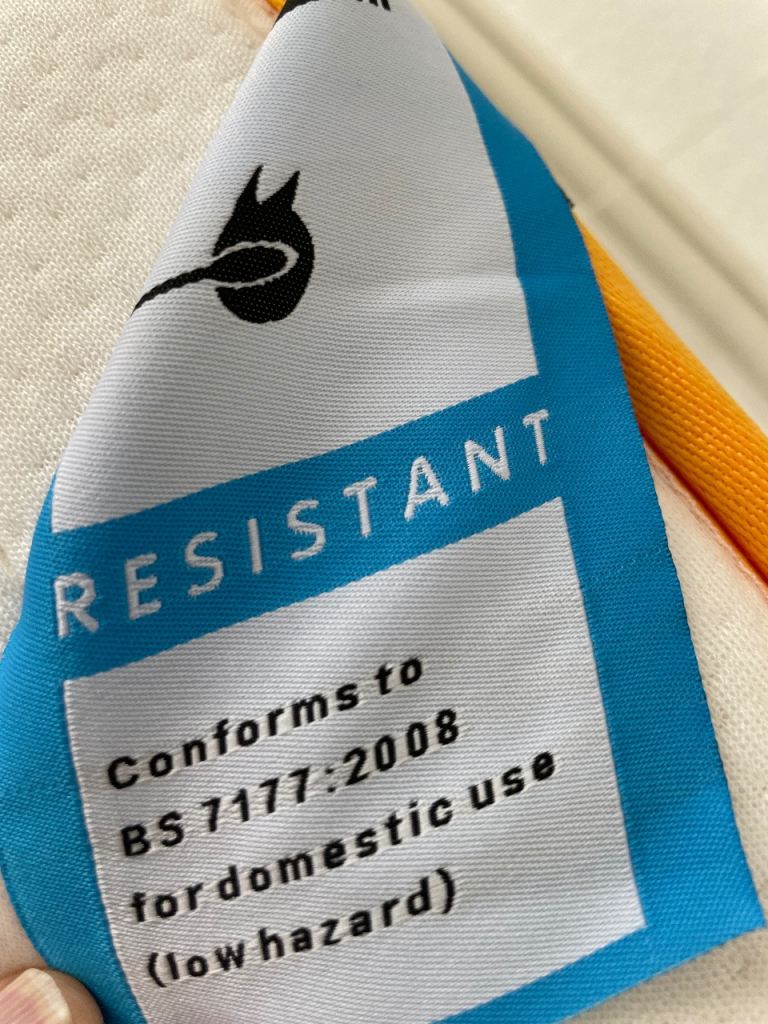 RESISTANT
Conforms to
BS 7177:2008
for domestic use
(low hazard)